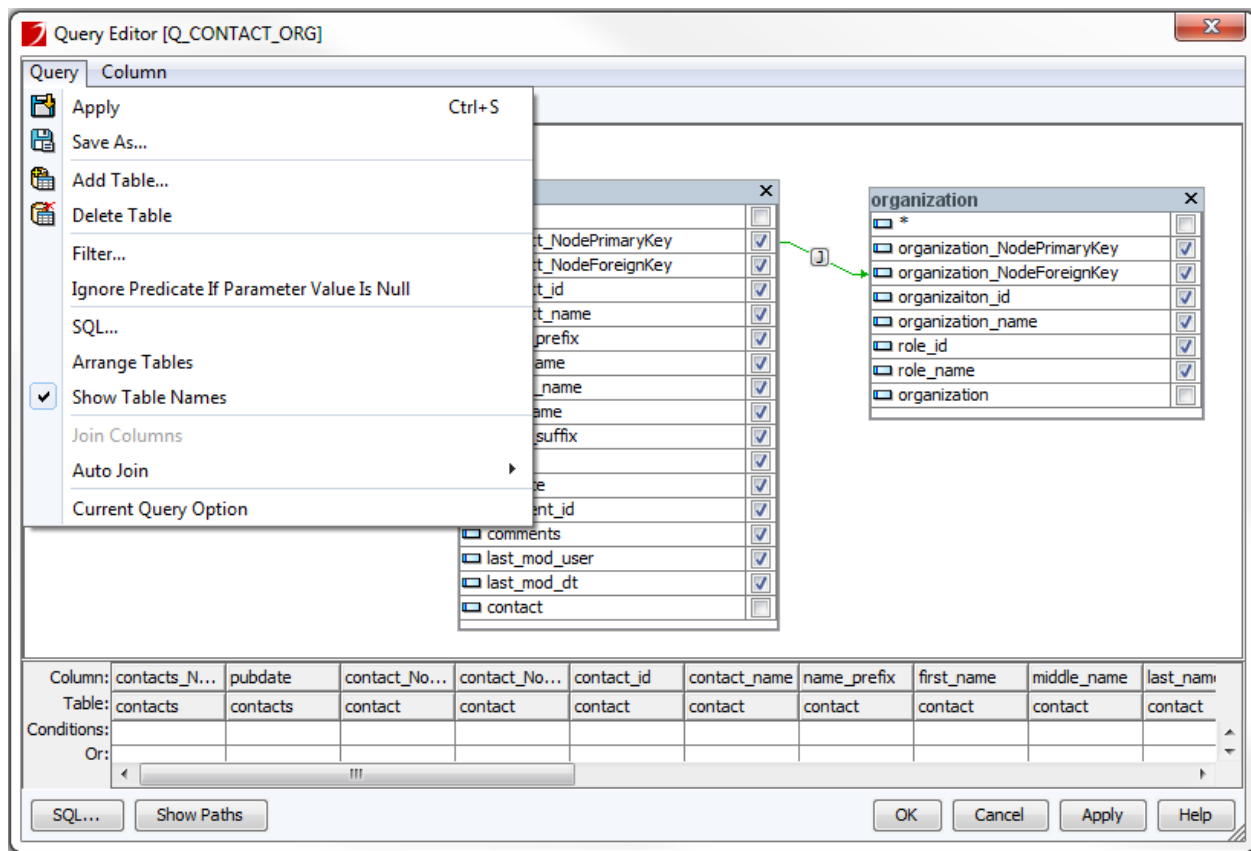 Query Editor [Q_CONTACT_ORG]
Query Column
Apply Ctrl+S
Save As...
Add Table...
Delete Table
Filter...
Ignore Predicate If Parameter Value Is Null
SQL...
Arrange Tables
Show Table Names
Join Columns
Auto Join
Current Query Option
ct_NodePrimaryKey
ct_NodeForeignKey
ct_id
ct_name
prefix
ame
_name
ame
suffix
te
ent_id
comments
last_mod_user
last_mod_dt
contact
J
organization
*
organization_NodePrimaryKey
organization_NodeForeignKey
organizaiton_id
organization_name
role_id
role_name
organization
Column: contacts_N... pubdate contact_No... contact_No... contact_id contact_name name_prefix first_name middle_name last_nam
Table: contacts contacts contact contact contact contact contact contact contact contact
Conditions:
Or:
SQL... Show Paths OK Cancel Apply Help